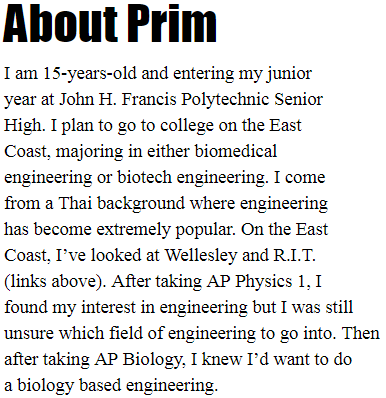 About Prim
I am 15-years-old and entering my junior
year at John H. Francis Polytechnic Senior
High. I plan to go to college on the East
Coast, majoring in either biomedical
engineering or biotech engineering. I come
from a Thai background where engineering
has become extremely popular. On the East
Coast, I’ve looked at Wellesley and R.I.T.
(links above). After taking AP Physics 1, I
found my interest in engineering but I was still
unsure which field of engineering to go into. Then
after taking AP Biology, I knew I’d want to do
a biology based engineering.